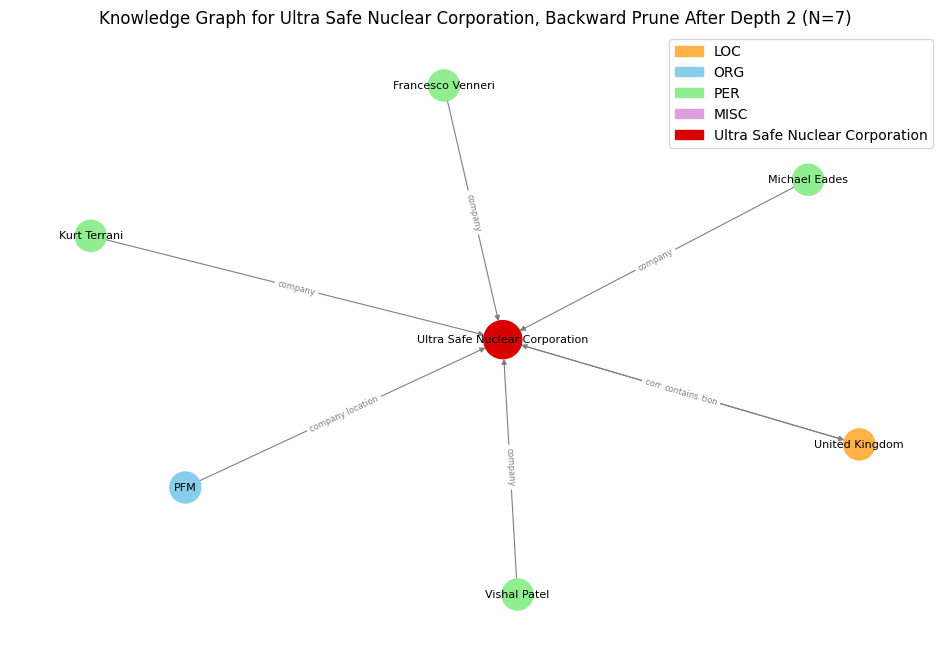 Knowledge Graph for Ultra Safe Nuclear Corporation, Backward Prune After Depth 2 (N=7)
LOC
ORG
PER
MISC
Ultra Safe Nuclear Corporation
Francesco Venneri
Michael Eades
company
Kurt Terrani
company
company
Ultra Safe Nuclear Corporation
contains
company location
United Kingdom
company
PFM
Vishal Patel